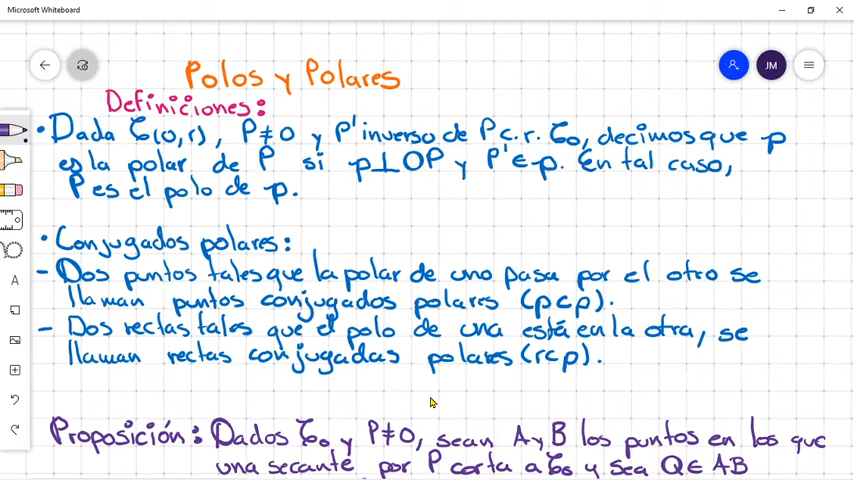 Microsoft Whiteboard
Polos y Polares
JM
Definiciones:
• Dada ζ(O,r), P≠O y P' inverso de P c.r. ζo, decimos que p
es la polar de P si p⊥OP y P'∈p. En tal caso,
P es el polo de p.
• Conjugados polares:
- Dos puntos tales que la polar de uno pasa por el otro se
llaman puntos conjugados polares (pcp).
- Dos rectas tales que el polo de una está en la otra, se
llaman rectas conjugadas polares (rcp).
Proposición: Dados ζo y P≠O, sean A y B los puntos en los que
una secante por P corta a ζo y sea Q∈AB